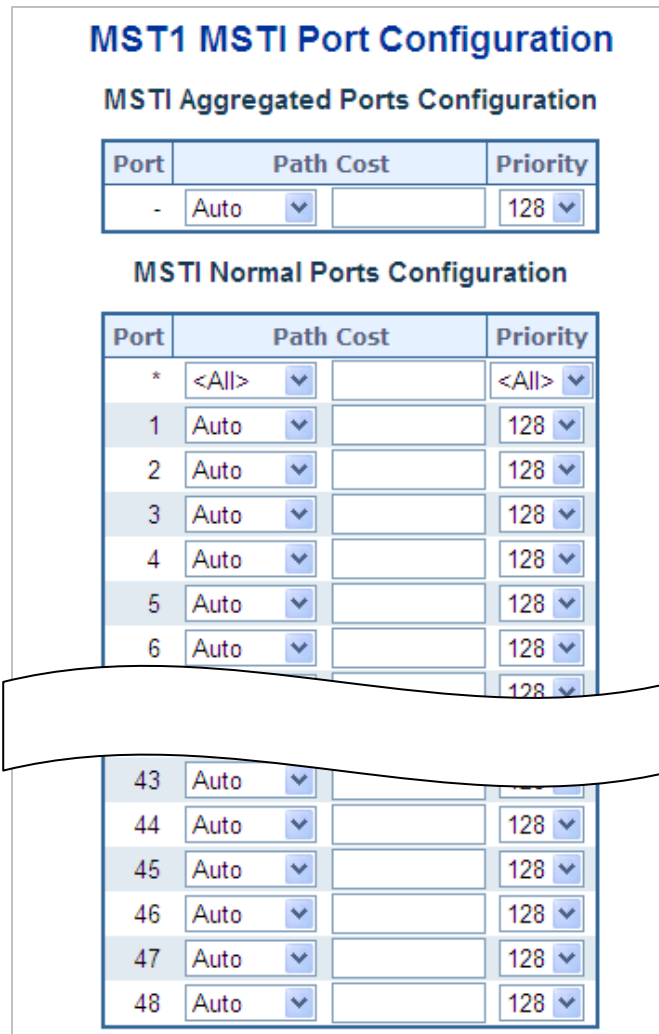 MST1 MSTI Port Configuration
MSTI Aggregated Ports Configuration
Port Path Cost Priority
- Auto 128
MSTI Normal Ports Configuration
Port Path Cost Priority
* <All> <All>
1 Auto 128
2 Auto 128
3 Auto 128
4 Auto 128
5 Auto 128
6 Auto 128
128
43 Auto
44 Auto 128
45 Auto 128
46 Auto 128
47 Auto 128
48 Auto 128